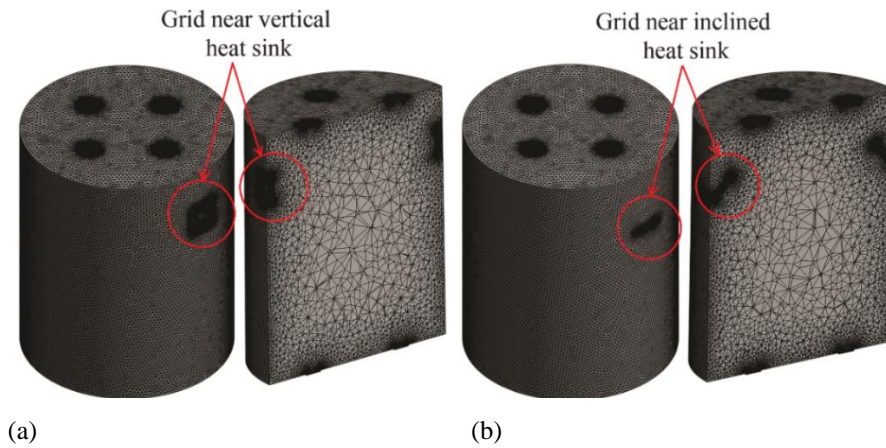 Grid near vertical
heat sink
Grid near inclined
heat sink
(a)
(b)